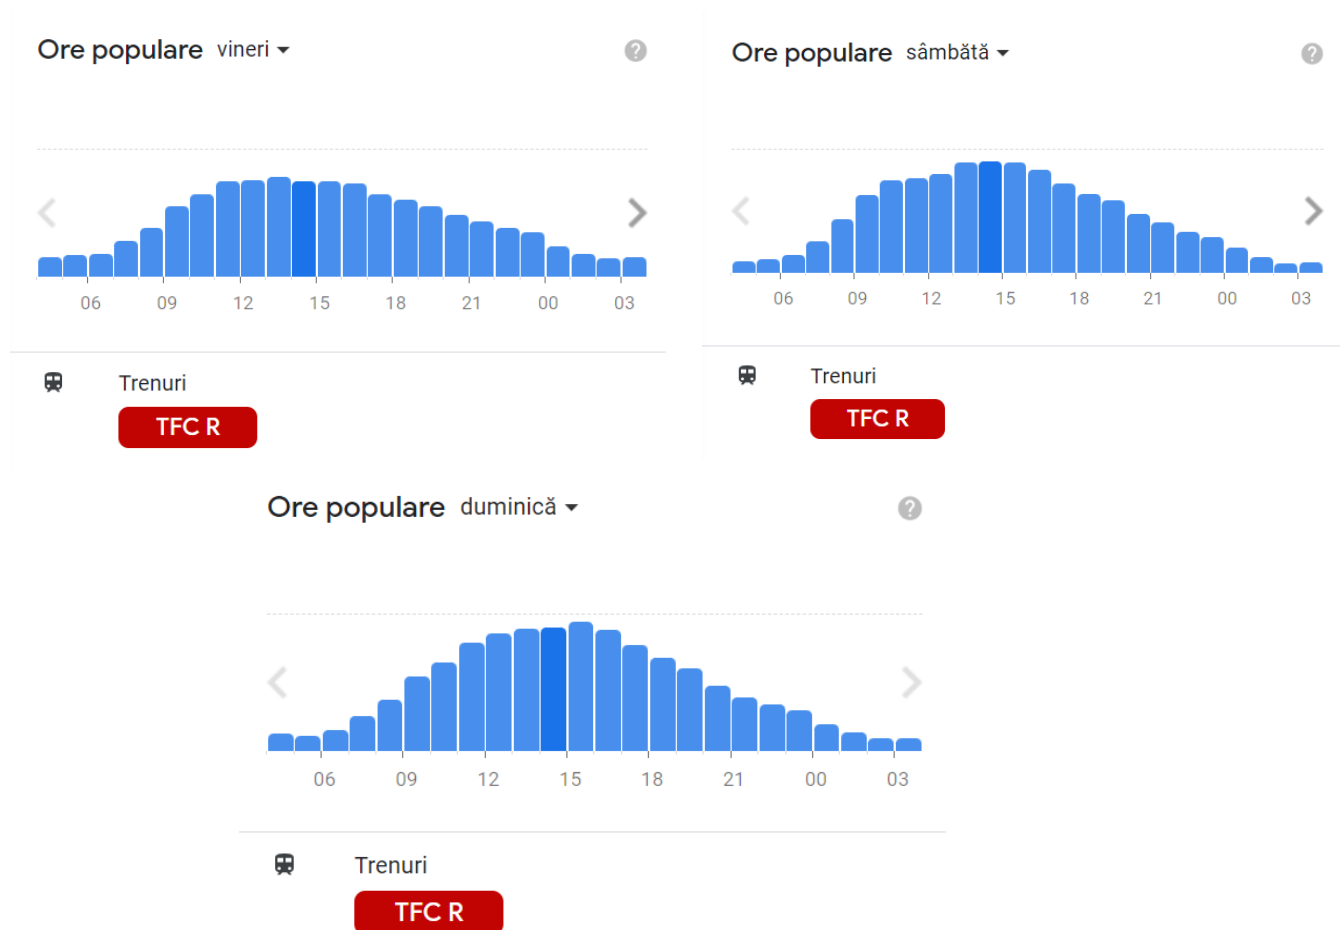 Ore populare vineri
06 09 12 15 18 21 00 03
Trenuri
TFC R
Ore populare sâmbătă
06 09 12 15 18 21 00 03
Trenuri
TFC R
Ore populare duminică
06 09 12 15 18 21 00 03
Trenuri
TFC R